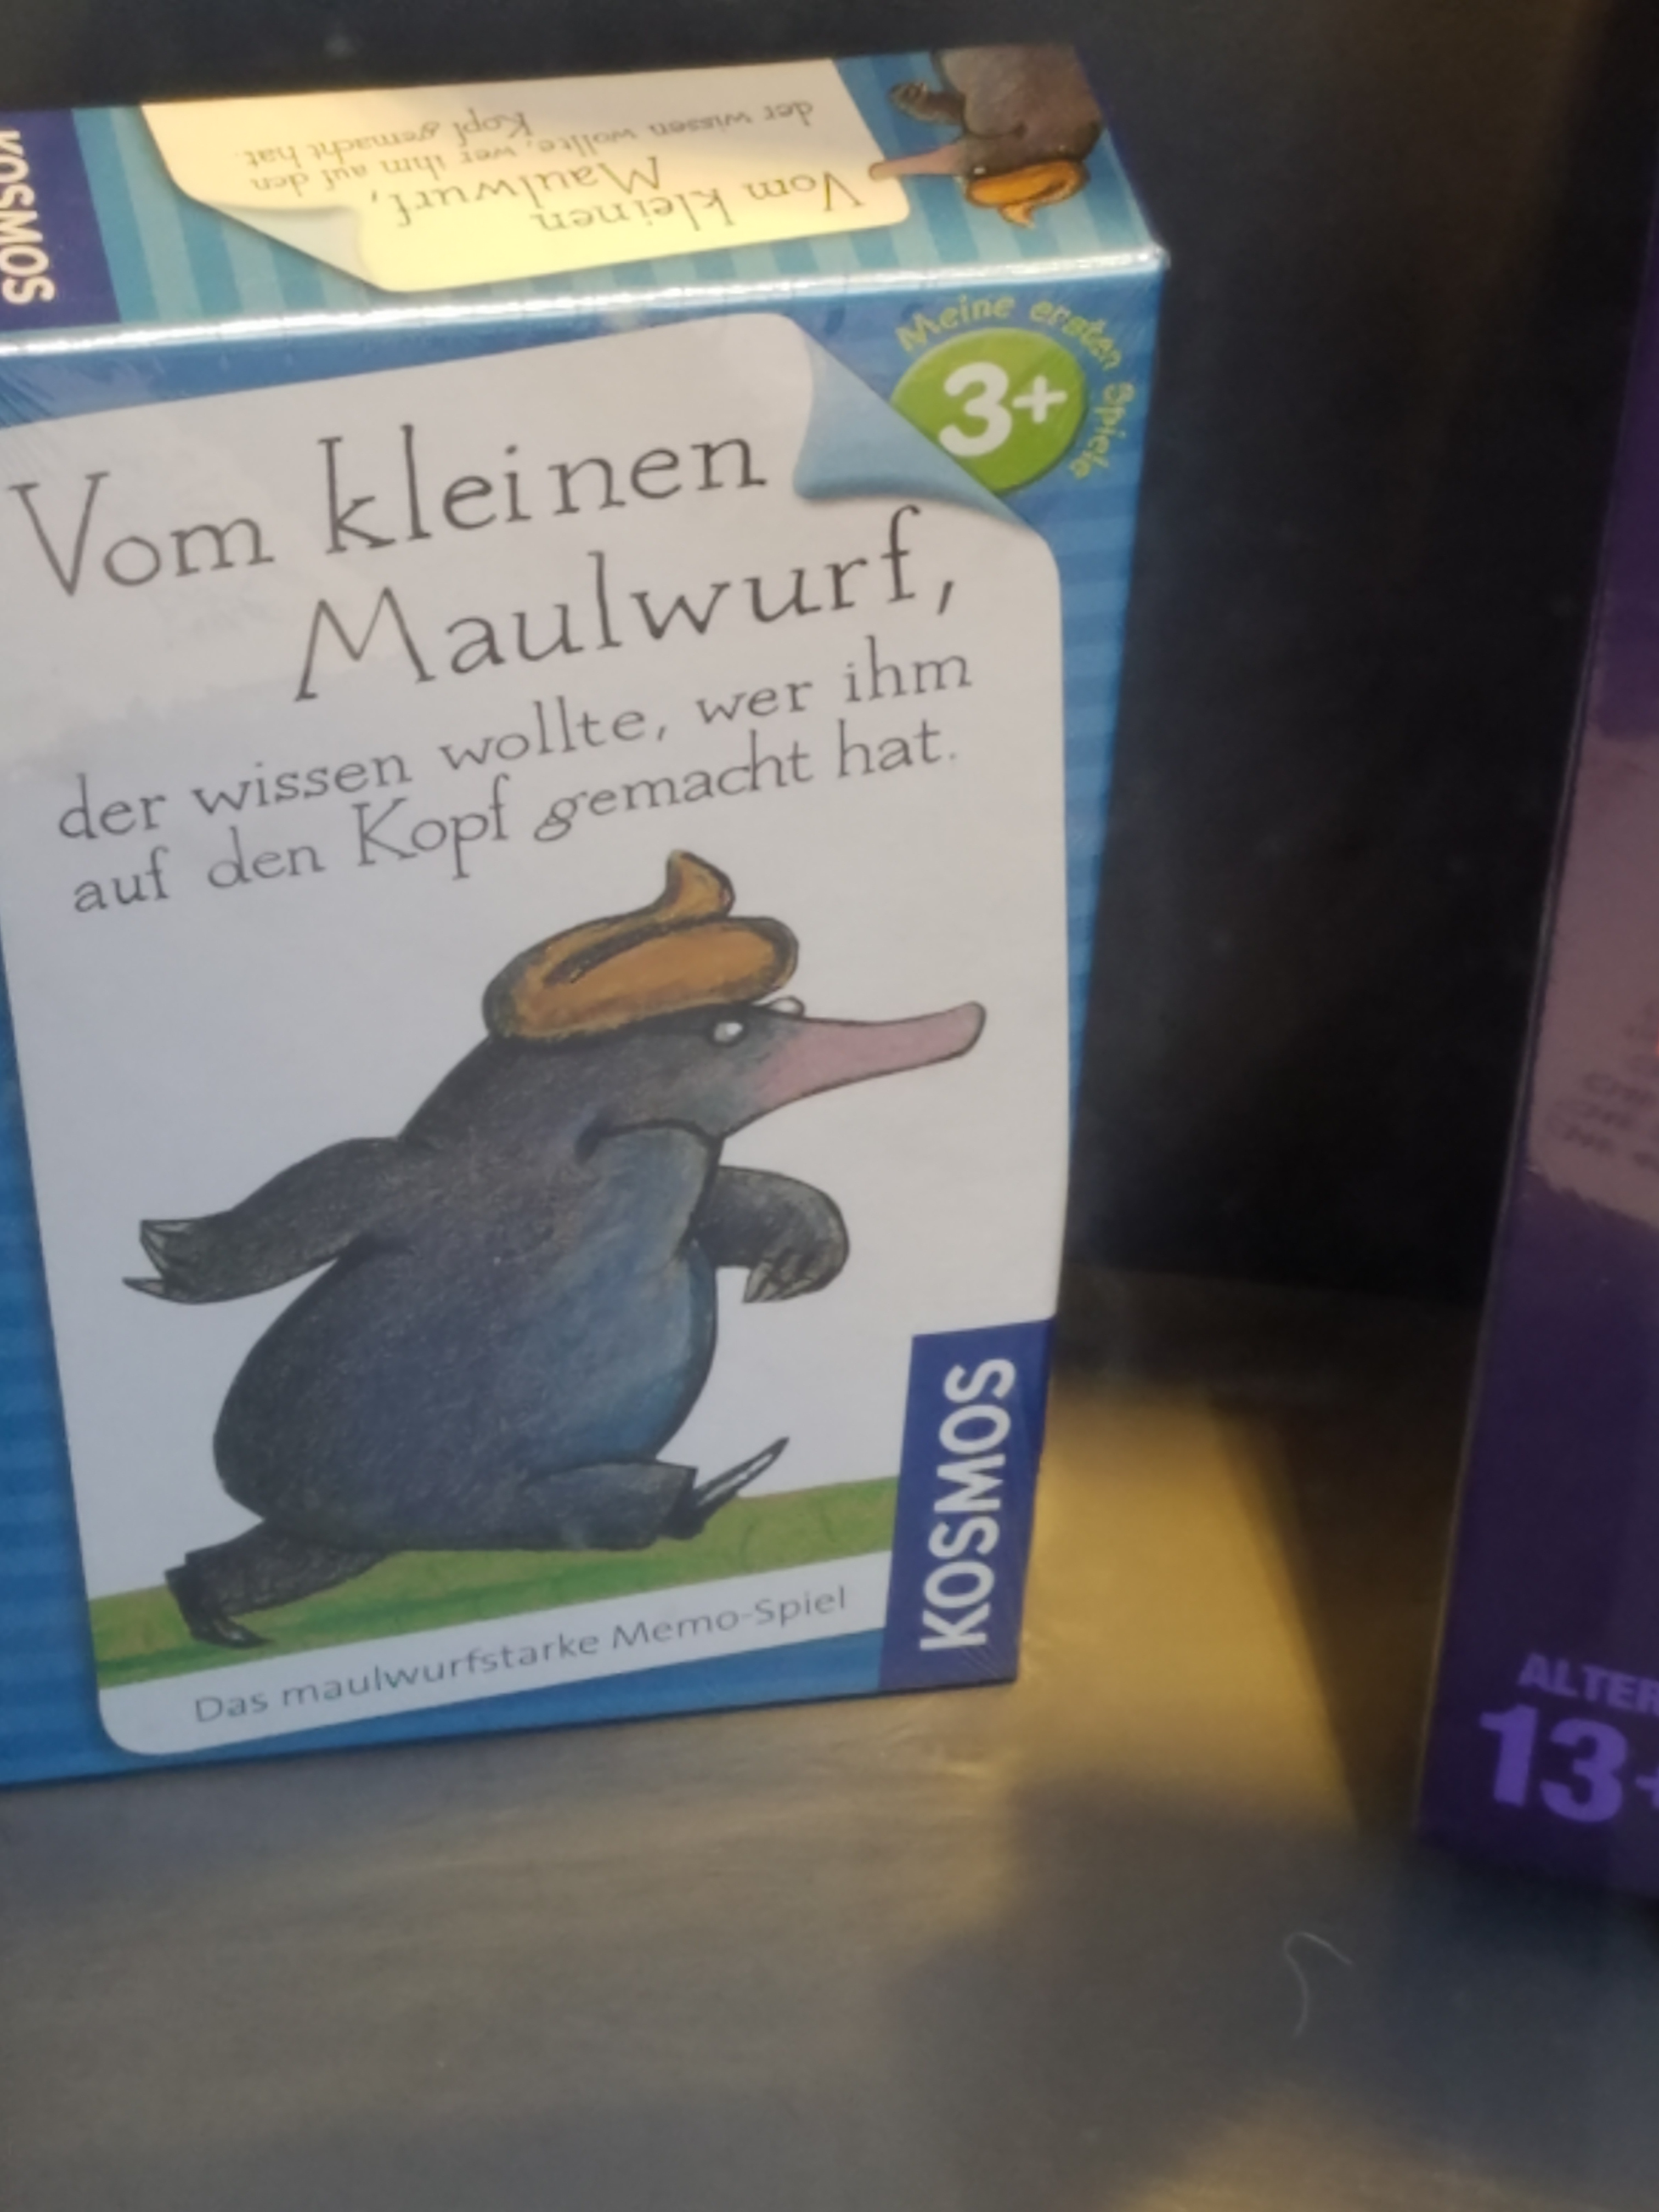 KOSMOS
Vom kleinen
Maulwurf,
der wissen wollte, wer ihm auf den
Kopf gemacht hat.
Meine ersten Spiele
3+
Vom kleinen
Maulwurf,
der wissen wollte, wer ihm
auf den Kopf gemacht hat.
KOSMOS
Das maulwurfstarke Memo-Spiel
ALTER
13+